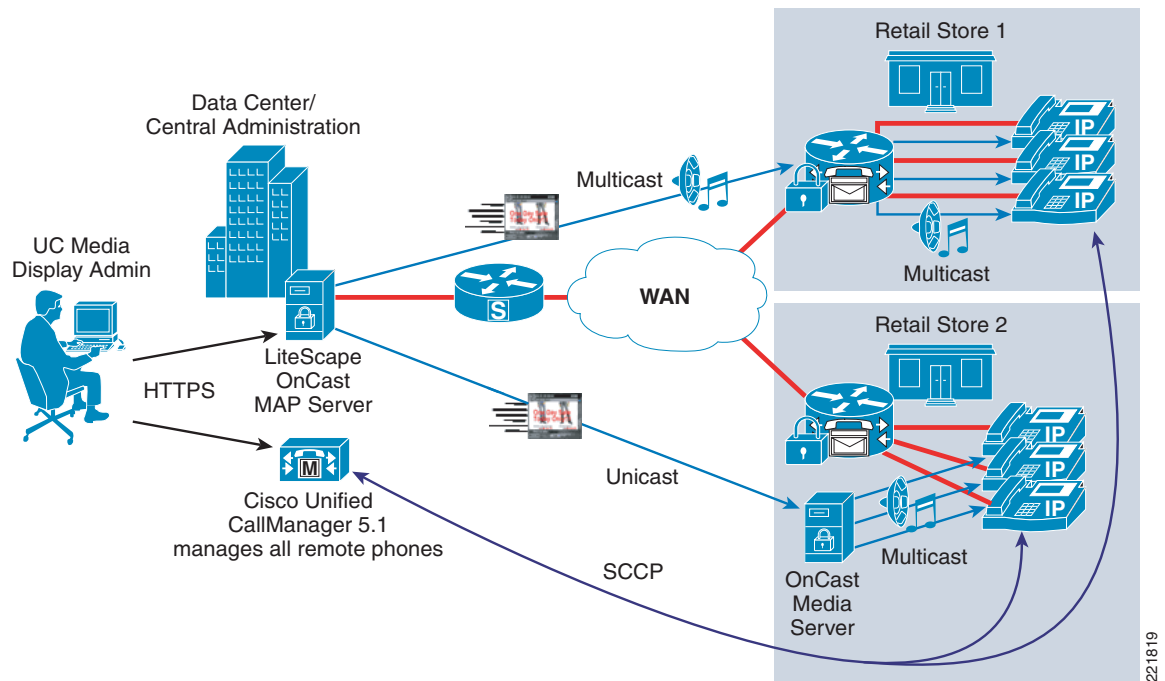 Retail Store 1
Data Center/
Central Administration
IP
IP
IP
Multicast
Multicast
UC Media
Display Admin
WAN
S
Retail Store 2
LiteScape
OnCast
MAP Server
HTTPS
IP
IP
IP
M
Unicast
Cisco Unified
CallManager 5.1
manages all remote phones
Multicast
SCCP
OnCast
Media
Server
221819